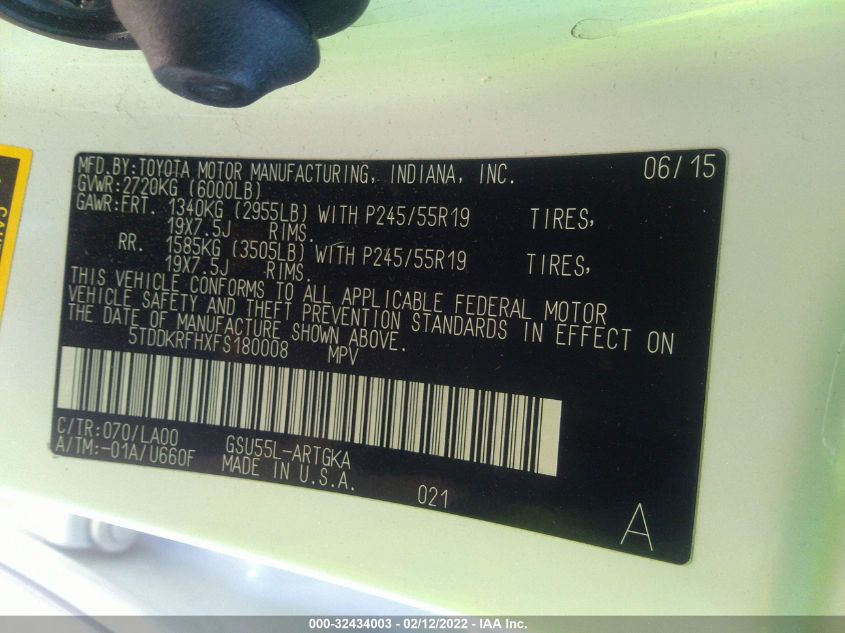 MFD.BY:TOYOTA MOTOR MANUFACTURING, INDIANA, INC. 06/15
GVWR:2720KG (6000LB)
GAWR:FRT. 1340KG (2955LB) WITH P245/55R19 TIRES,
19X7.5J RIMS.
RR. 1585KG (3505LB) WITH P245/55R19 TIRES,
19X7.5J RIMS.
THIS VEHICLE CONFORMS TO ALL APPLICABLE FEDERAL MOTOR
VEHICLE SAFETY AND THEFT PREVENTION STANDARDS IN EFFECT ON
THE DATE OF MANUFACTURE SHOWN ABOVE.
5TDDKRFHXFS180008 MPV
C/TR:070/LA00 GSU55L-ARTGKA
A/TM:-01A/U660F MADE IN U.S.A.
021
A
000-32434003 - 02/12/2022 - IAA Inc.